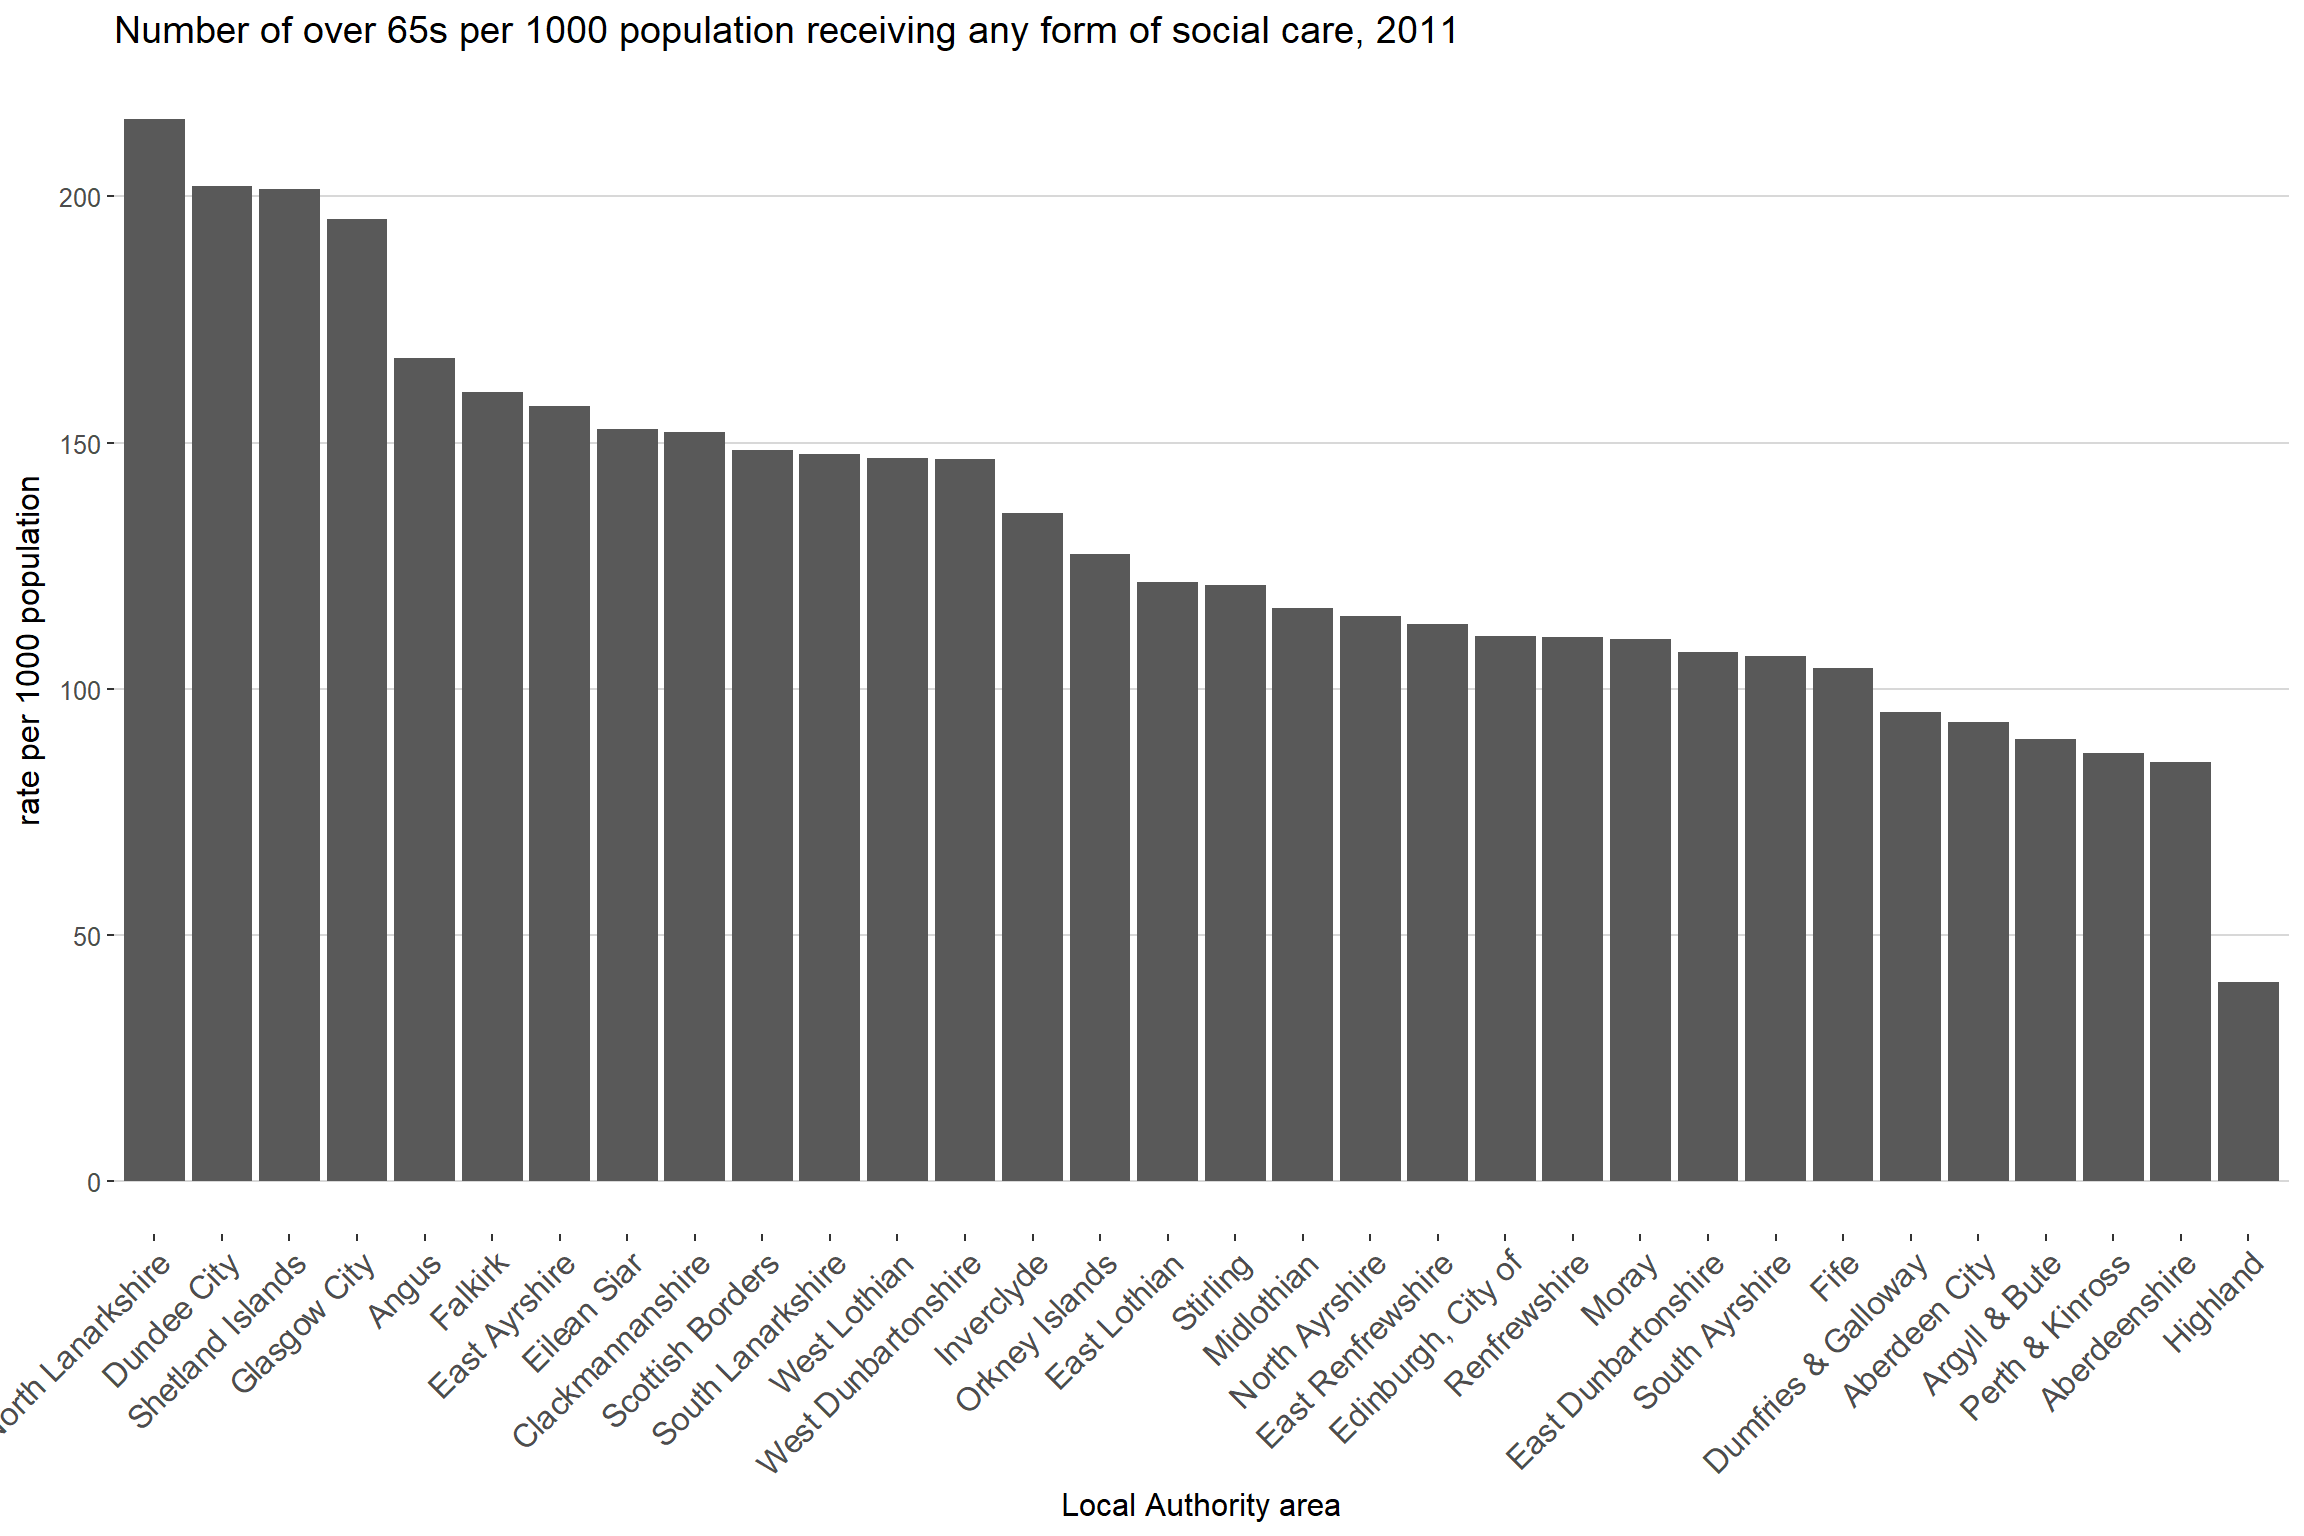 Number of over 65s per 1000 population receiving any form of social care, 2011
rate per 1000 population
200
150
100
50
0
North Lanarkshire
Dundee City
Shetland Islands
Glasgow City
Angus
Falkirk
East Ayrshire
Eilean Siar
Clackmannanshire
Scottish Borders
South Lanarkshire
West Lothian
West Dunbartonshire
Inverclyde
Orkney Islands
East Lothian
Stirling
Midlothian
North Ayrshire
East Renfrewshire
Edinburgh, City of
Renfrewshire
Moray
East Dunbartonshire
South Ayrshire
Fife
Dumfries & Galloway
Aberdeen City
Argyll & Bute
Perth & Kinross
Aberdeenshire
Highland
Local Authority area